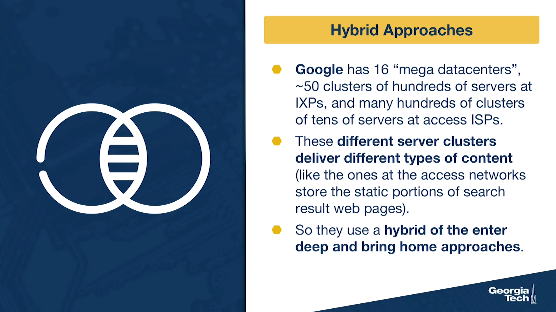 Hybrid Approaches
Google has 16 “mega datacenters”,
~50 clusters of hundreds of servers at
IXPs, and many hundreds of clusters
of tens of servers at access ISPs.
These different server clusters
deliver different types of content
(like the ones at the access networks
store the static portions of search
result web pages).
So they use a hybrid of the enter
deep and bring home approaches.
Georgia
Tech